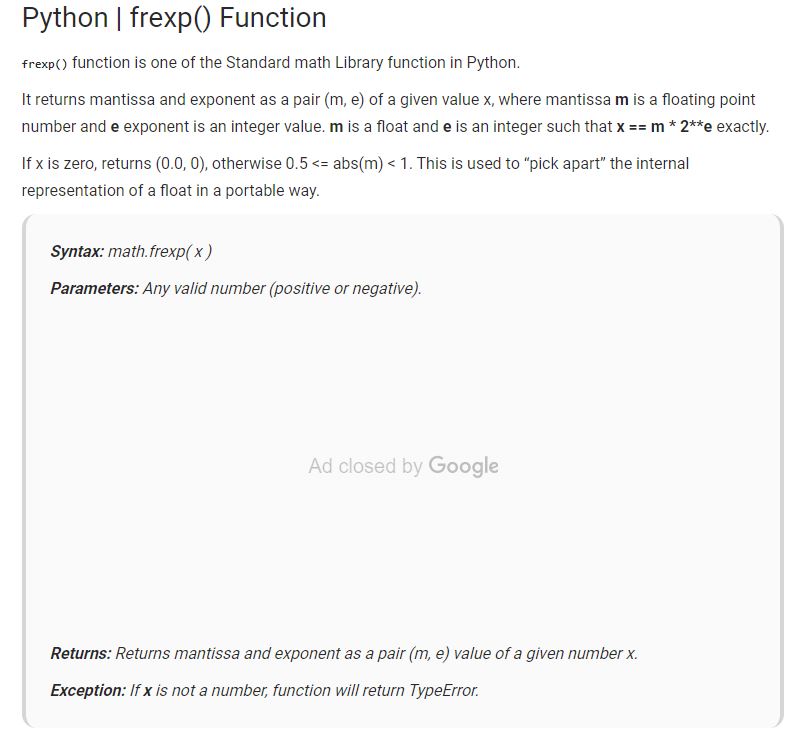 Python | frexp() Function
frexp() function is one of the Standard math Library function in Python.
It returns mantissa and exponent as a pair (m, e) of a given value x, where mantissa m is a floating point
number and e exponent is an integer value. m is a float and e is an integer such that x == m * 2**e exactly.
If x is zero, returns (0.0, 0), otherwise 0.5 <= abs(m) < 1. This is used to “pick apart” the internal
representation of a float in a portable way.
Syntax: math.frexp( x )
Parameters: Any valid number (positive or negative).
Ad closed by Google
Returns: Returns mantissa and exponent as a pair (m, e) value of a given number x.
Exception: If x is not a number, function will return TypeError.